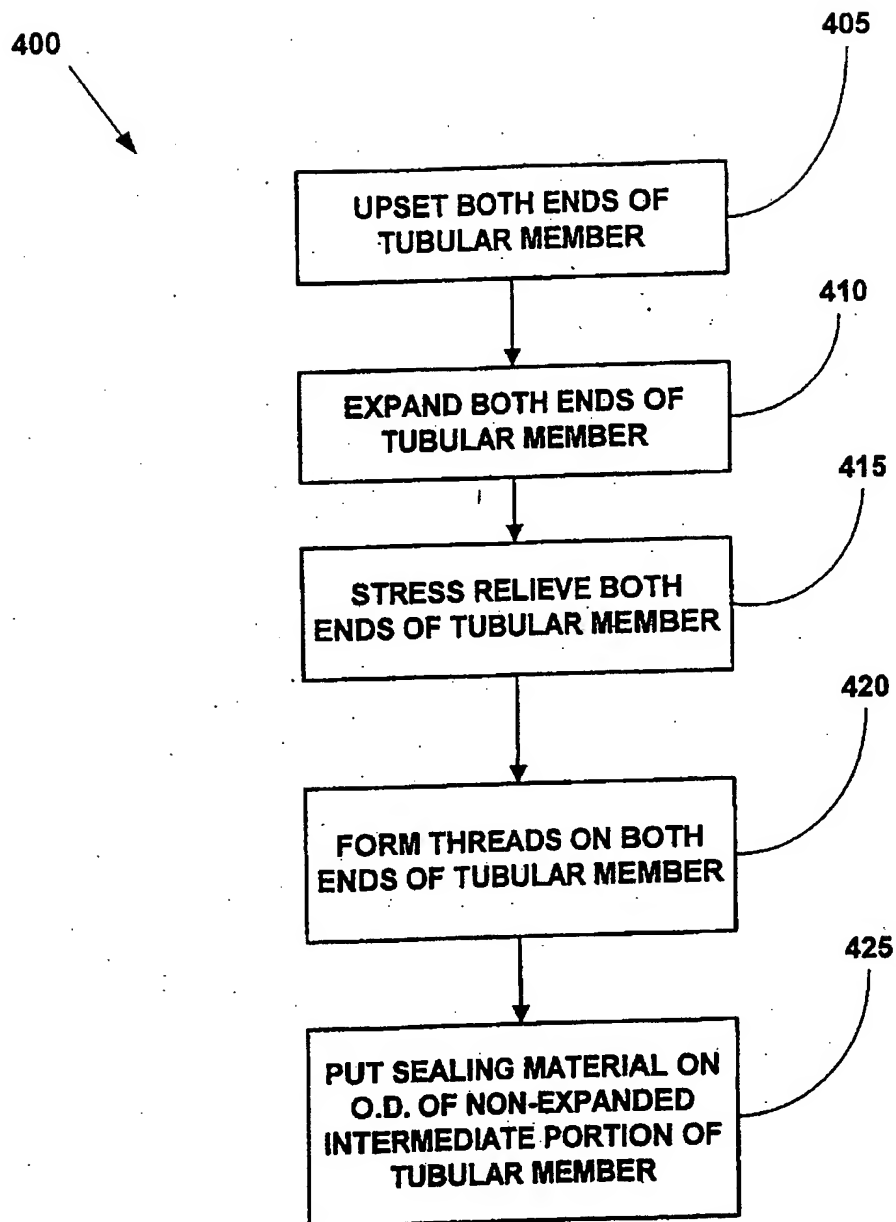 405
400
UPSET BOTH ENDS OF
TUBULAR MEMBER
410
EXPAND BOTH ENDS OF
TUBULAR MEMBER
415
STRESS RELIEVE BOTH
ENDS OF TUBULAR MEMBER
420
FORM THREADS ON BOTH
ENDS OF TUBULAR MEMBER
425
PUT SEALING MATERIAL ON
O.D. OF NON-EXPANDED
INTERMEDIATE PORTION OF
TUBULAR MEMBER